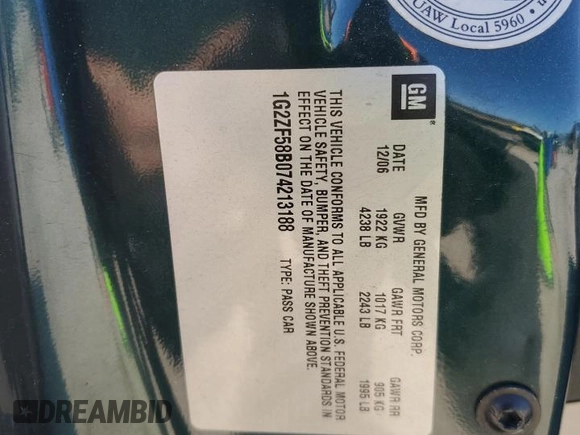 UAW Local 5960 •
GM ®
MFD BY GENERAL MOTORS CORP.
DATE GVWR GAWR FRT GAWR RR
12/06 1922 KG 1017 KG 905 KG
4238 LB 2243 LB 1995 LB
THIS VEHICLE CONFORMS TO ALL APPLICABLE U.S. FEDERAL MOTOR
VEHICLE SAFETY, BUMPER, AND THEFT PREVENTION STANDARDS IN
EFFECT ON THE DATE OF MANUFACTURE SHOWN ABOVE.
1G2ZF58B074213188 TYPE: PASS CAR
DREAMBID